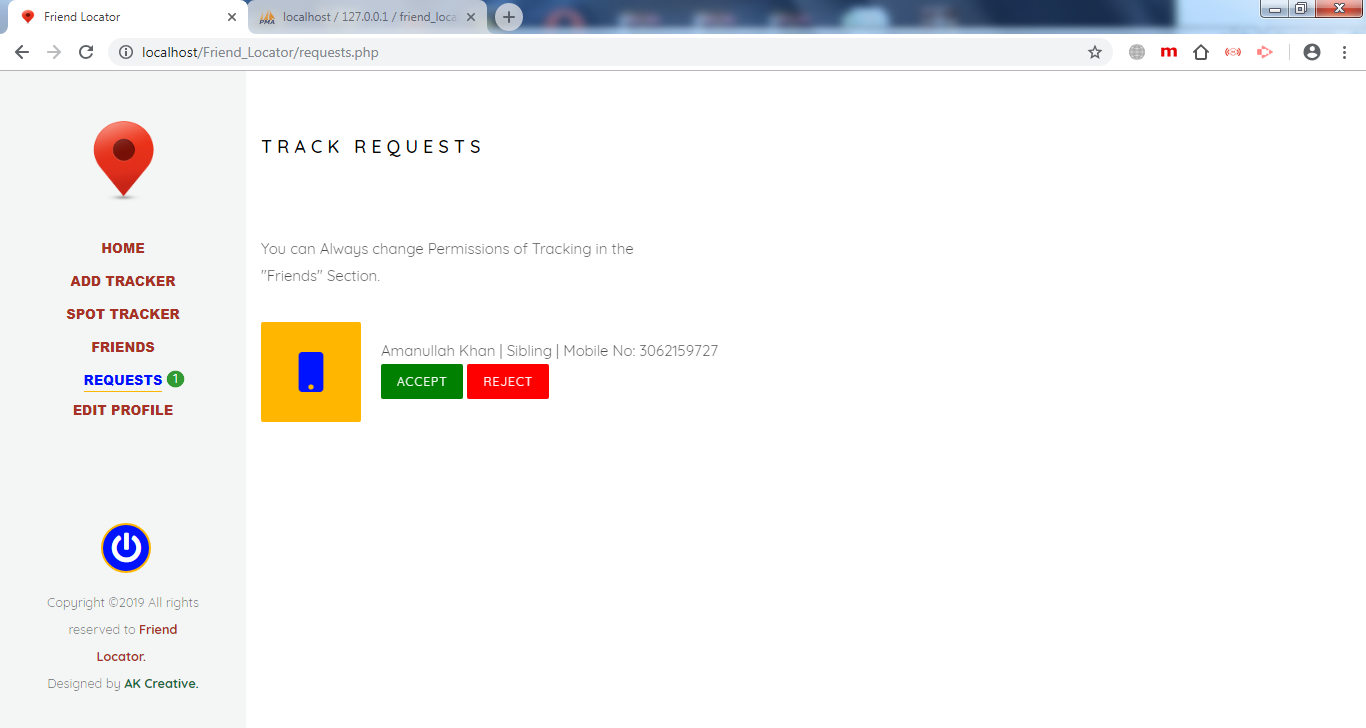 Friend Locator
localhost / 127.0.0.1 / friend_loca
PMA
localhost/Friend_Locator/requests.php
m
TRACK REQUESTS
You can Always change Permissions of Tracking in the
"Friends" Section.
Amanullah Khan | Sibling | Mobile No: 3062159727
ACCEPT REJECT
HOME
ADD TRACKER
SPOT TRACKER
FRIENDS
REQUESTS 1
EDIT PROFILE
Copyright ©2019 All rights
reserved to Friend
Locator.
Designed by AK Creative.